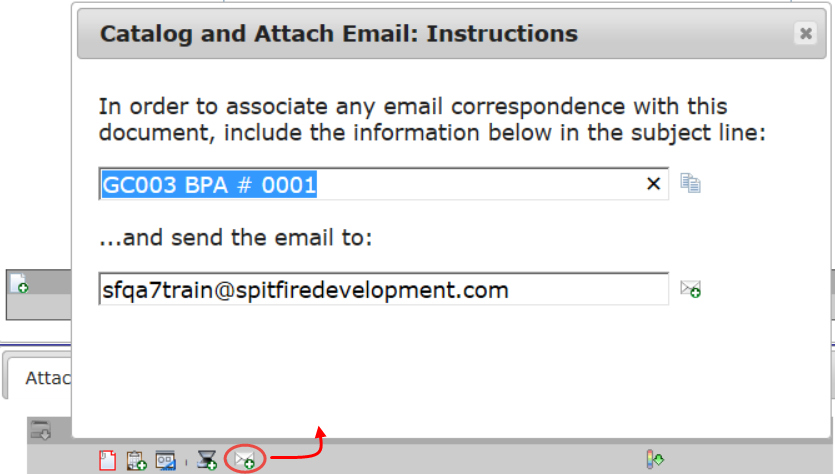 Catalog and Attach Email: Instructions
In order to associate any email correspondence with this
document, include the information below in the subject line:
GC003 BPA # 0001
...and send the email to:
sfqa7train@spitfiredevelopment.com
Attac